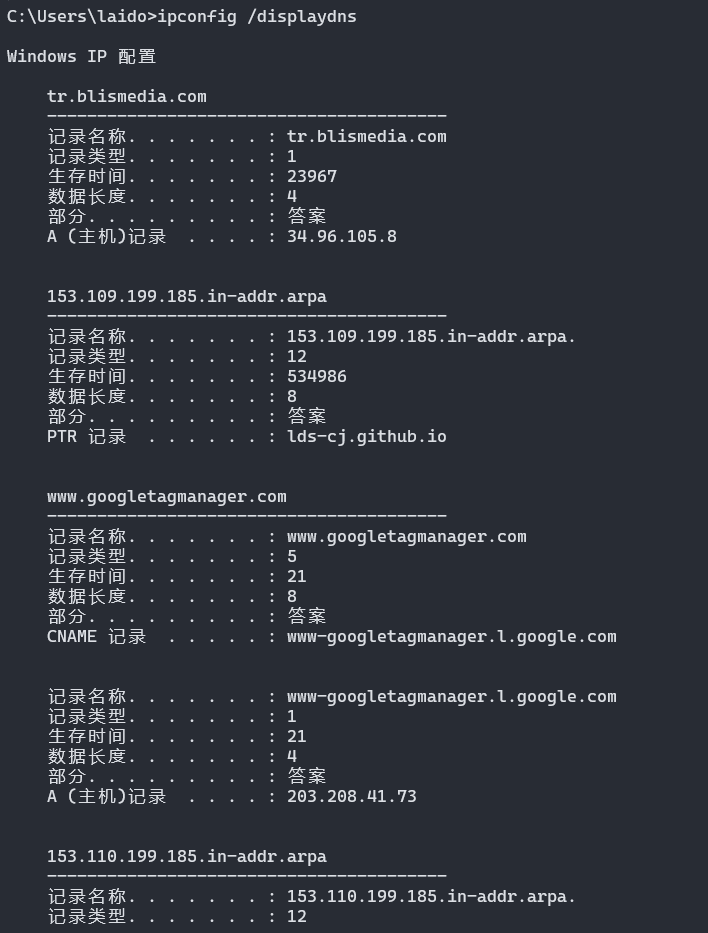 C:\Users\laido>ipconfig /displaydns
Windows IP 配置
tr.blismedia.com
----------------------------------------
记录名称. . . . . . . : tr.blismedia.com
记录类型. . . . . . . : 1
生存时间. . . . . . . : 23967
数据长度. . . . . . . : 4
部分. . . . . . . . . : 答案
A (主机)记录  . . . . : 34.96.105.8
153.109.199.185.in-addr.arpa
----------------------------------------
记录名称. . . . . . . : 153.109.199.185.in-addr.arpa.
记录类型. . . . . . . : 12
生存时间. . . . . . . : 534986
数据长度. . . . . . . : 8
部分. . . . . . . . . : 答案
PTR 记录  . . . . . . : lds-cj.github.io
www.googletagmanager.com
----------------------------------------
记录名称. . . . . . . : www.googletagmanager.com
记录类型. . . . . . . : 5
生存时间. . . . . . . : 21
数据长度. . . . . . . : 8
部分. . . . . . . . . : 答案
CNAME 记录  . . . . . : www-googletagmanager.l.google.com
记录名称. . . . . . . : www-googletagmanager.l.google.com
记录类型. . . . . . . : 1
生存时间. . . . . . . : 21
数据长度. . . . . . . : 4
部分. . . . . . . . . : 答案
A (主机)记录  . . . . : 203.208.41.73
153.110.199.185.in-addr.arpa
----------------------------------------
记录名称. . . . . . . : 153.110.199.185.in-addr.arpa.
记录类型. . . . . . . : 12